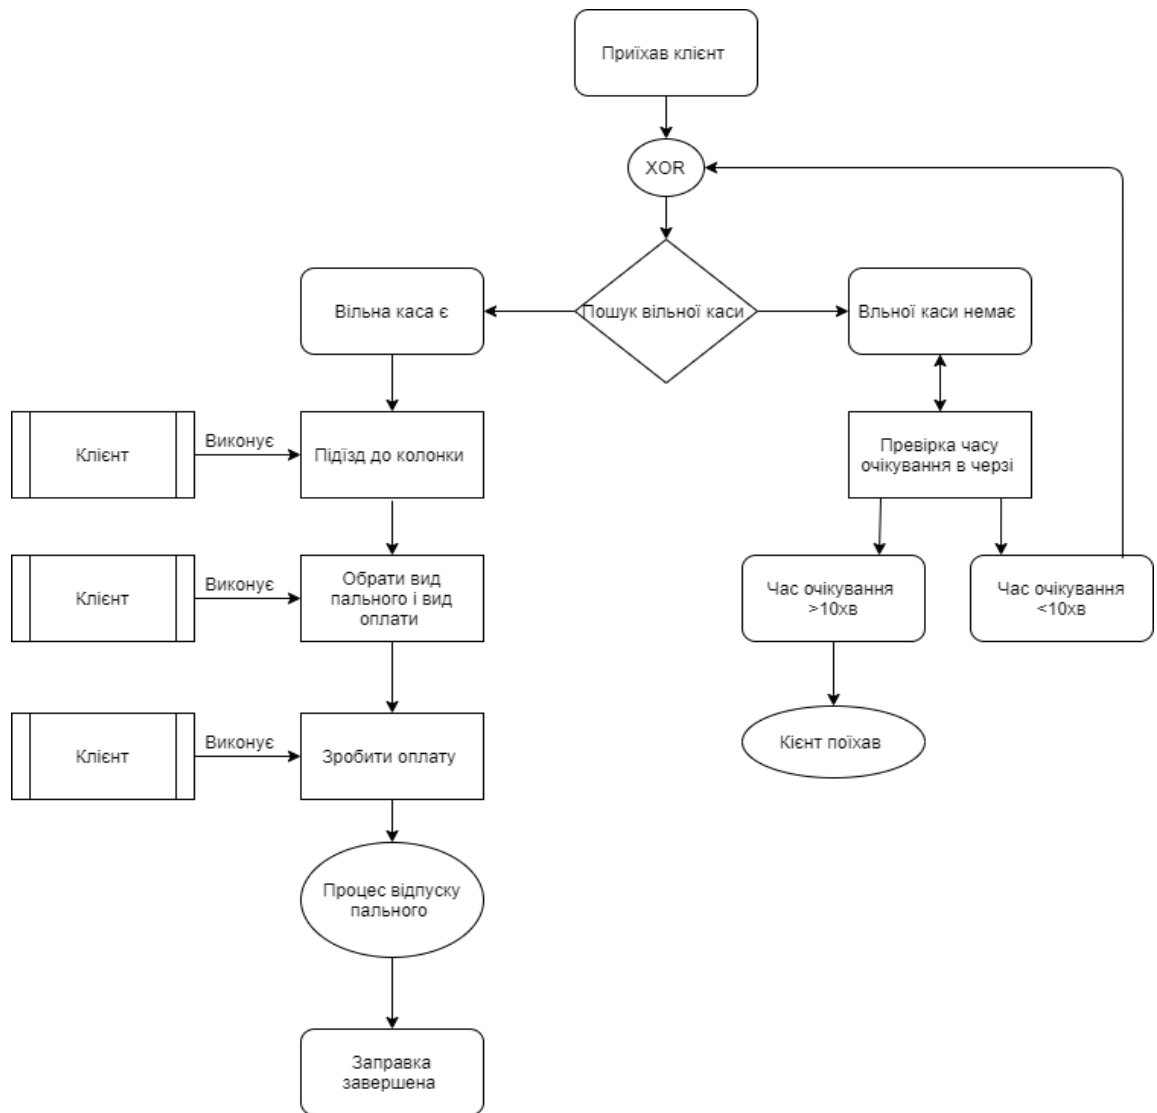 Приїхав клієнт
XOR
Вільна каса є
Пошук вільної каси
Вльної каси немає
Клієнт
Виконує
Підїзд до колонки
Превірка часу
очікування в черзі
Клієнт
Виконує
Обрати вид
пального і вид
оплати
Час очікування
>10хв
Час очікування
<10хв
Клієнт
Виконує
Зробити оплату
Кієнт поїхав
Процес відпуску
пального
Заправка
завершена